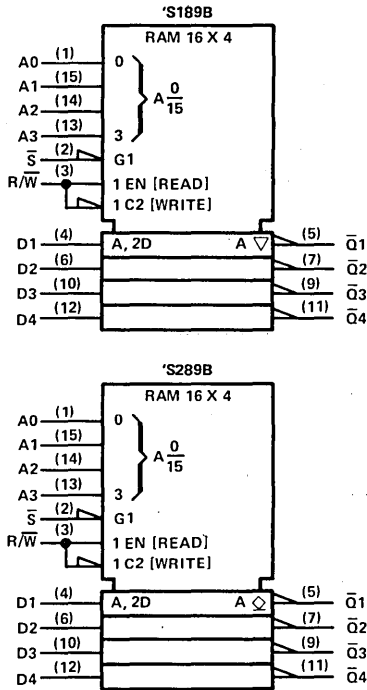 'S189B
RAM 16 X 4
A0 (1) 0
A1 (15)
A2 (14) A 0/15
A3 (13) 3
S̅ (2) G1
R/W̅ (3) 1 EN [READ]
1 C2 [WRITE]
D1 (4) A, 2D A ▽ (5) Q̅1
D2 (6) (7) Q̅2
D3 (10) (9) Q̅3
D4 (12) (11) Q̅4
'S289B
RAM 16 X 4
A0 (1) 0
A1 (15)
A2 (14) A 0/15
A3 (13) 3
S̅ (2) G1
R/W̅ (3) 1 EN [READ]
1 C2 [WRITE]
D1 (4) A, 2D A ⎐ (5) Q̅1
D2 (6) (7) Q̅2
D3 (10) (9) Q̅3
D4 (12) (11) Q̅4